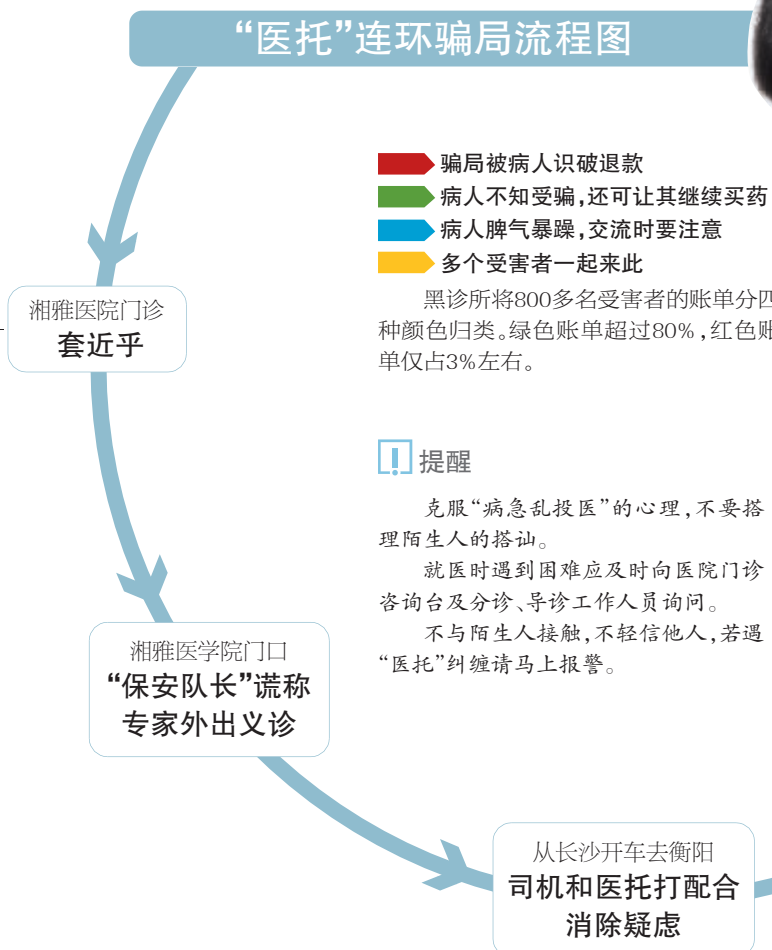 “医托”连环骗局流程图
骗局被病人识破退款
病人不知受骗,还可让其继续买药
病人脾气暴躁,交流时要注意
多个受害者一起来此
黑诊所将800多名受害者的账单分四
种颜色归类。绿色账单超过80%,红色账
单仅占3%左右。
湘雅医院门诊
套近乎
提醒
克服“病急乱投医”的心理,不要搭
理陌生人的搭讪。
就医时遇到困难应及时向医院门诊
咨询台及分诊、导诊工作人员询问。
不与陌生人接触,不轻信他人,若遇
“医托”纠缠请马上报警。
湘雅医学院门口
“保安队长”谎称
专家外出义诊
从长沙开车去衡阳
司机和医托打配合
消除疑虑